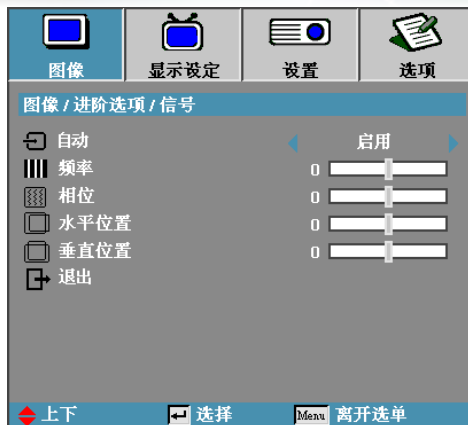 图像 显示设定 设置 选项
图像 / 进阶选项 / 信号
自动 启用
频率 0
相位 0
水平位置 0
垂直位置 0
退出
上下 选择 Menu 离开选单